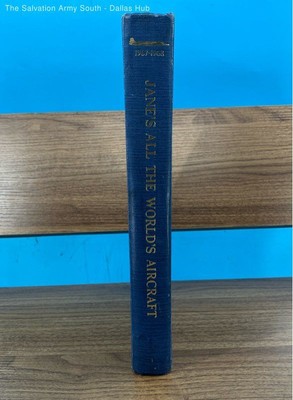 The Salvation Army South - Dallas Hub
JANE'S ALL THE WORLD'S AIRCRAFT